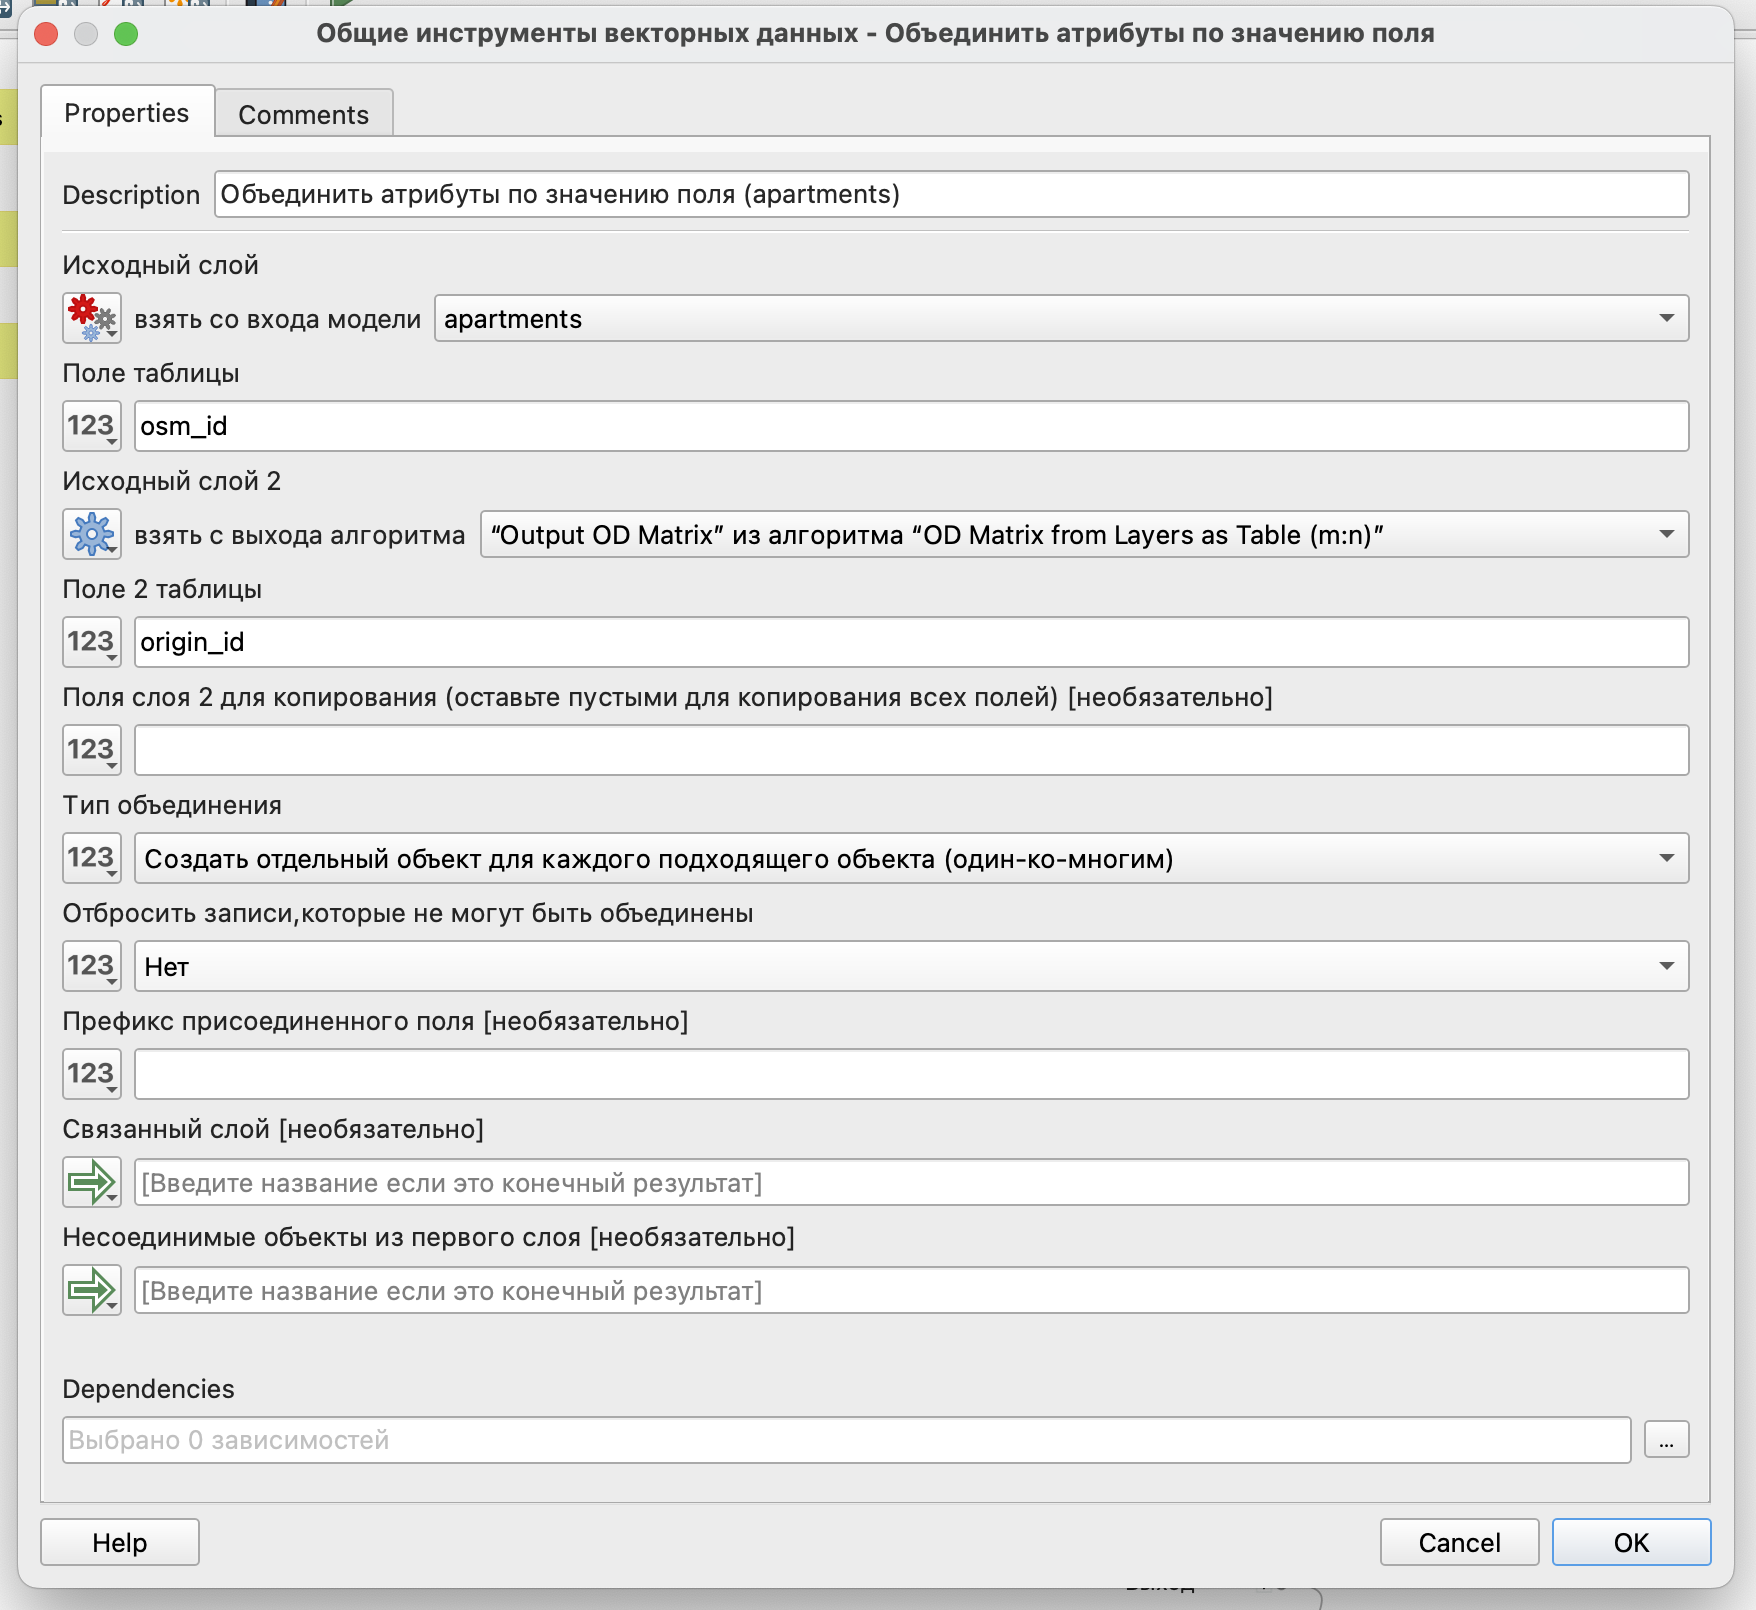 Общие инструменты векторных данных - Объединить атрибуты по значению поля
Properties
Comments
Description
Объединить атрибуты по значению поля (apartments)
Исходный слой
взять со входа модели
apartments
Поле таблицы
123
osm_id
Исходный слой 2
взять с выхода алгоритма
“Output OD Matrix” из алгоритма “OD Matrix from Layers as Table (m:n)”
Поле 2 таблицы
123
origin_id
Поля слоя 2 для копирования (оставьте пустыми для копирования всех полей) [необязательно]
123
Тип объединения
123
Создать отдельный объект для каждого подходящего объекта (один-ко-многим)
Отбросить записи,которые не могут быть объединены
123
Нет
Префикс присоединенного поля [необязательно]
123
Связанный слой [необязательно]
[Введите название если это конечный результат]
Несоединимые объекты из первого слоя [необязательно]
[Введите название если это конечный результат]
Dependencies
Выбрано 0 зависимостей
...
Help
Cancel
OK